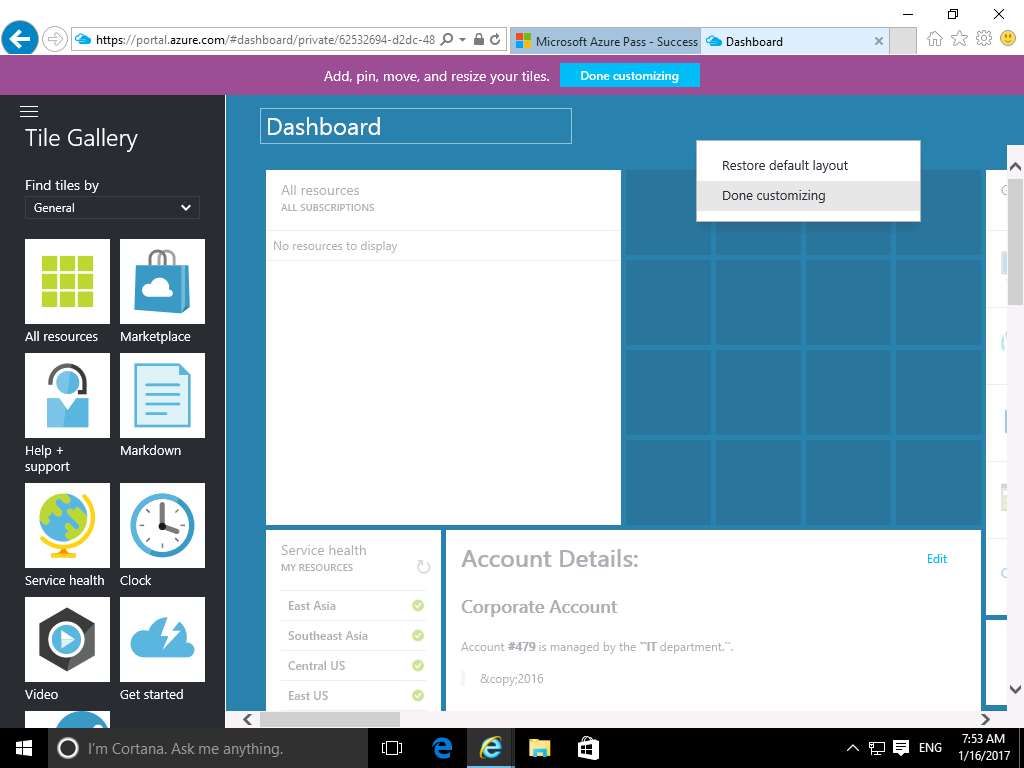 https://portal.azure.com/#dashboard/private/62532694-d2dc-48
Microsoft Azure Pass - Success
Dashboard
Add, pin, move, and resize your tiles.
Done customizing
Tile Gallery
Find tiles by
General
All resources
Marketplace
Help +
support
Markdown
Service health
Clock
Video
Get started
Dashboard
Restore default layout
Done customizing
All resources
ALL SUBSCRIPTIONS
No resources to display
Service health
MY RESOURCES
East Asia
Southeast Asia
Central US
East US
Account Details:
Edit
Corporate Account
Account #479 is managed by the "IT department.".
&copy;2016
I'm Cortana. Ask me anything.
ENG
7:53 AM
1/16/2017